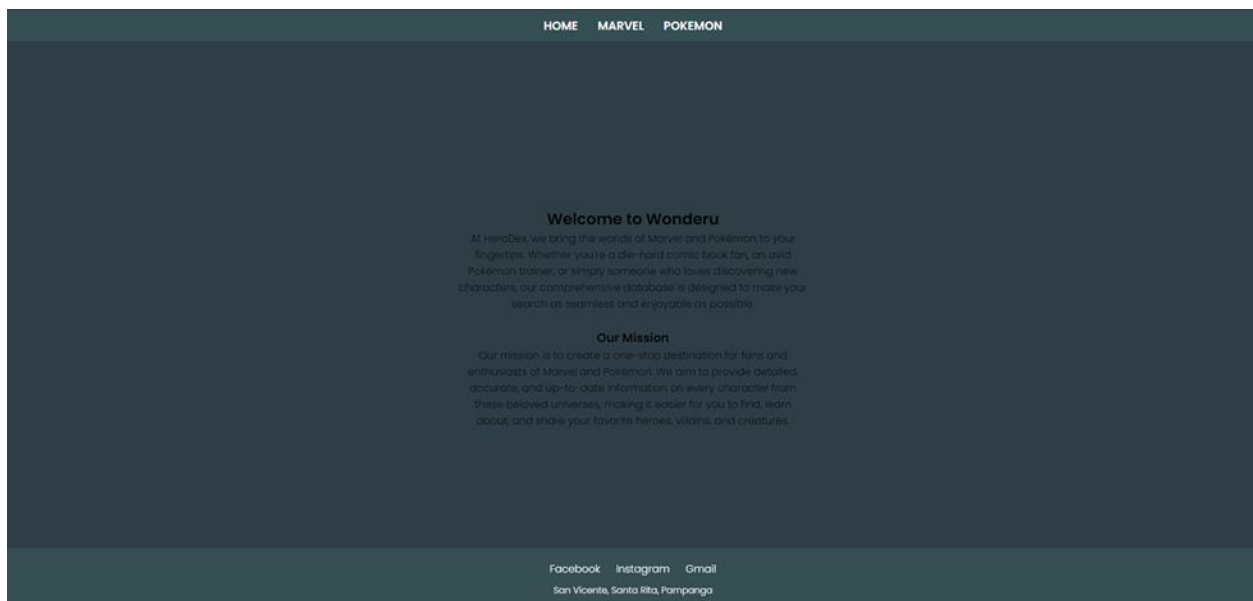 HOME MARVEL POKEMON
Welcome to Wonderu
At HeroDex, we bring the worlds of Marvel and Pokémon to your
fingertips. Whether you're a die-hard comic book fan, an avid
Pokémon trainer, or simply someone who loves discovering new
characters, our comprehensive database is designed to make your
search as seamless and enjoyable as possible.
Our Mission
Our mission is to create a one-stop destination for fans and
enthusiasts of Marvel and Pokémon. We aim to provide detailed,
accurate, and up-to-date information on every character from
these beloved universes, making it easier for you to find, learn
about, and share your favorite heroes, villains, and creatures.
Facebook Instagram Gmail
San Vicente, Santa Rita, Pampanga